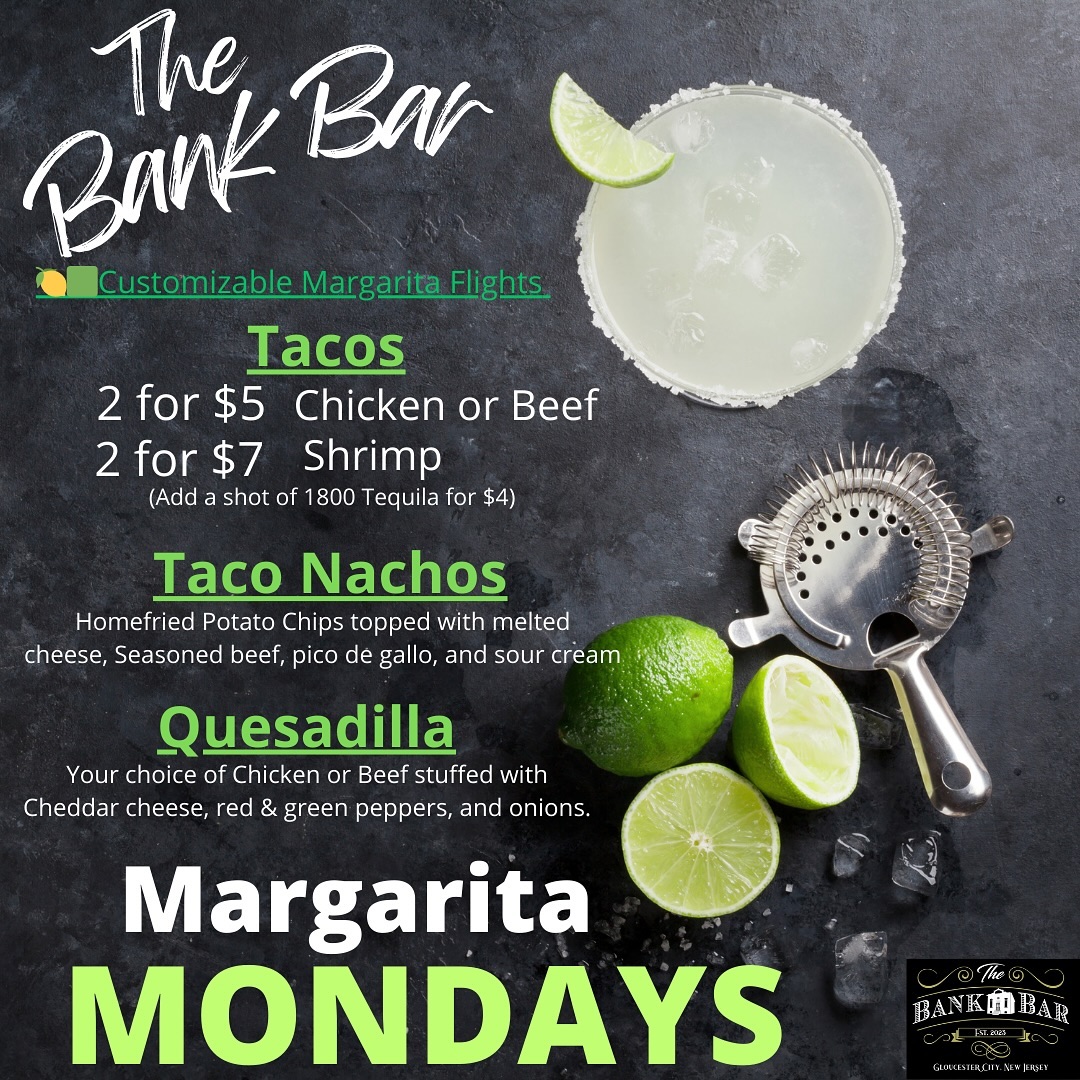 The
Bank Bar
🍋🟩Customizable Margarita Flights
Tacos
2 for $5 Chicken or Beef
2 for $7 Shrimp
(Add a shot of 1800 Tequila for $4)
Taco Nachos
Homefried Potato Chips topped with melted
cheese, Seasoned beef, pico de gallo, and sour cream
Quesadilla
Your choice of Chicken or Beef stuffed with
Cheddar cheese, red & green peppers, and onions.
Margarita
MONDAYS
The
BANK BAR
EST. 2023
GLOUCESTER CITY, NEW JERSEY